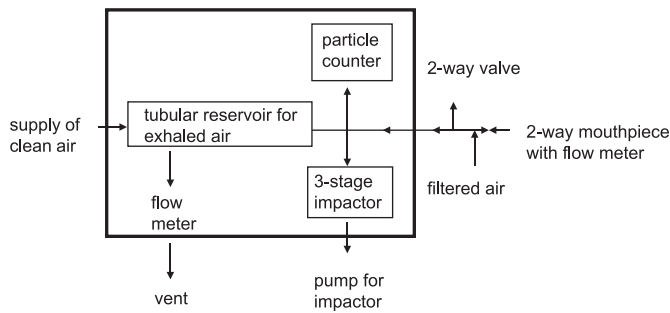 particle
counter
2-way valve
supply of
clean air
tubular reservoir for
exhaled air
2-way mouthpiece
with flow meter
3-stage
impactor
filtered air
flow
meter
vent
pump for
impactor